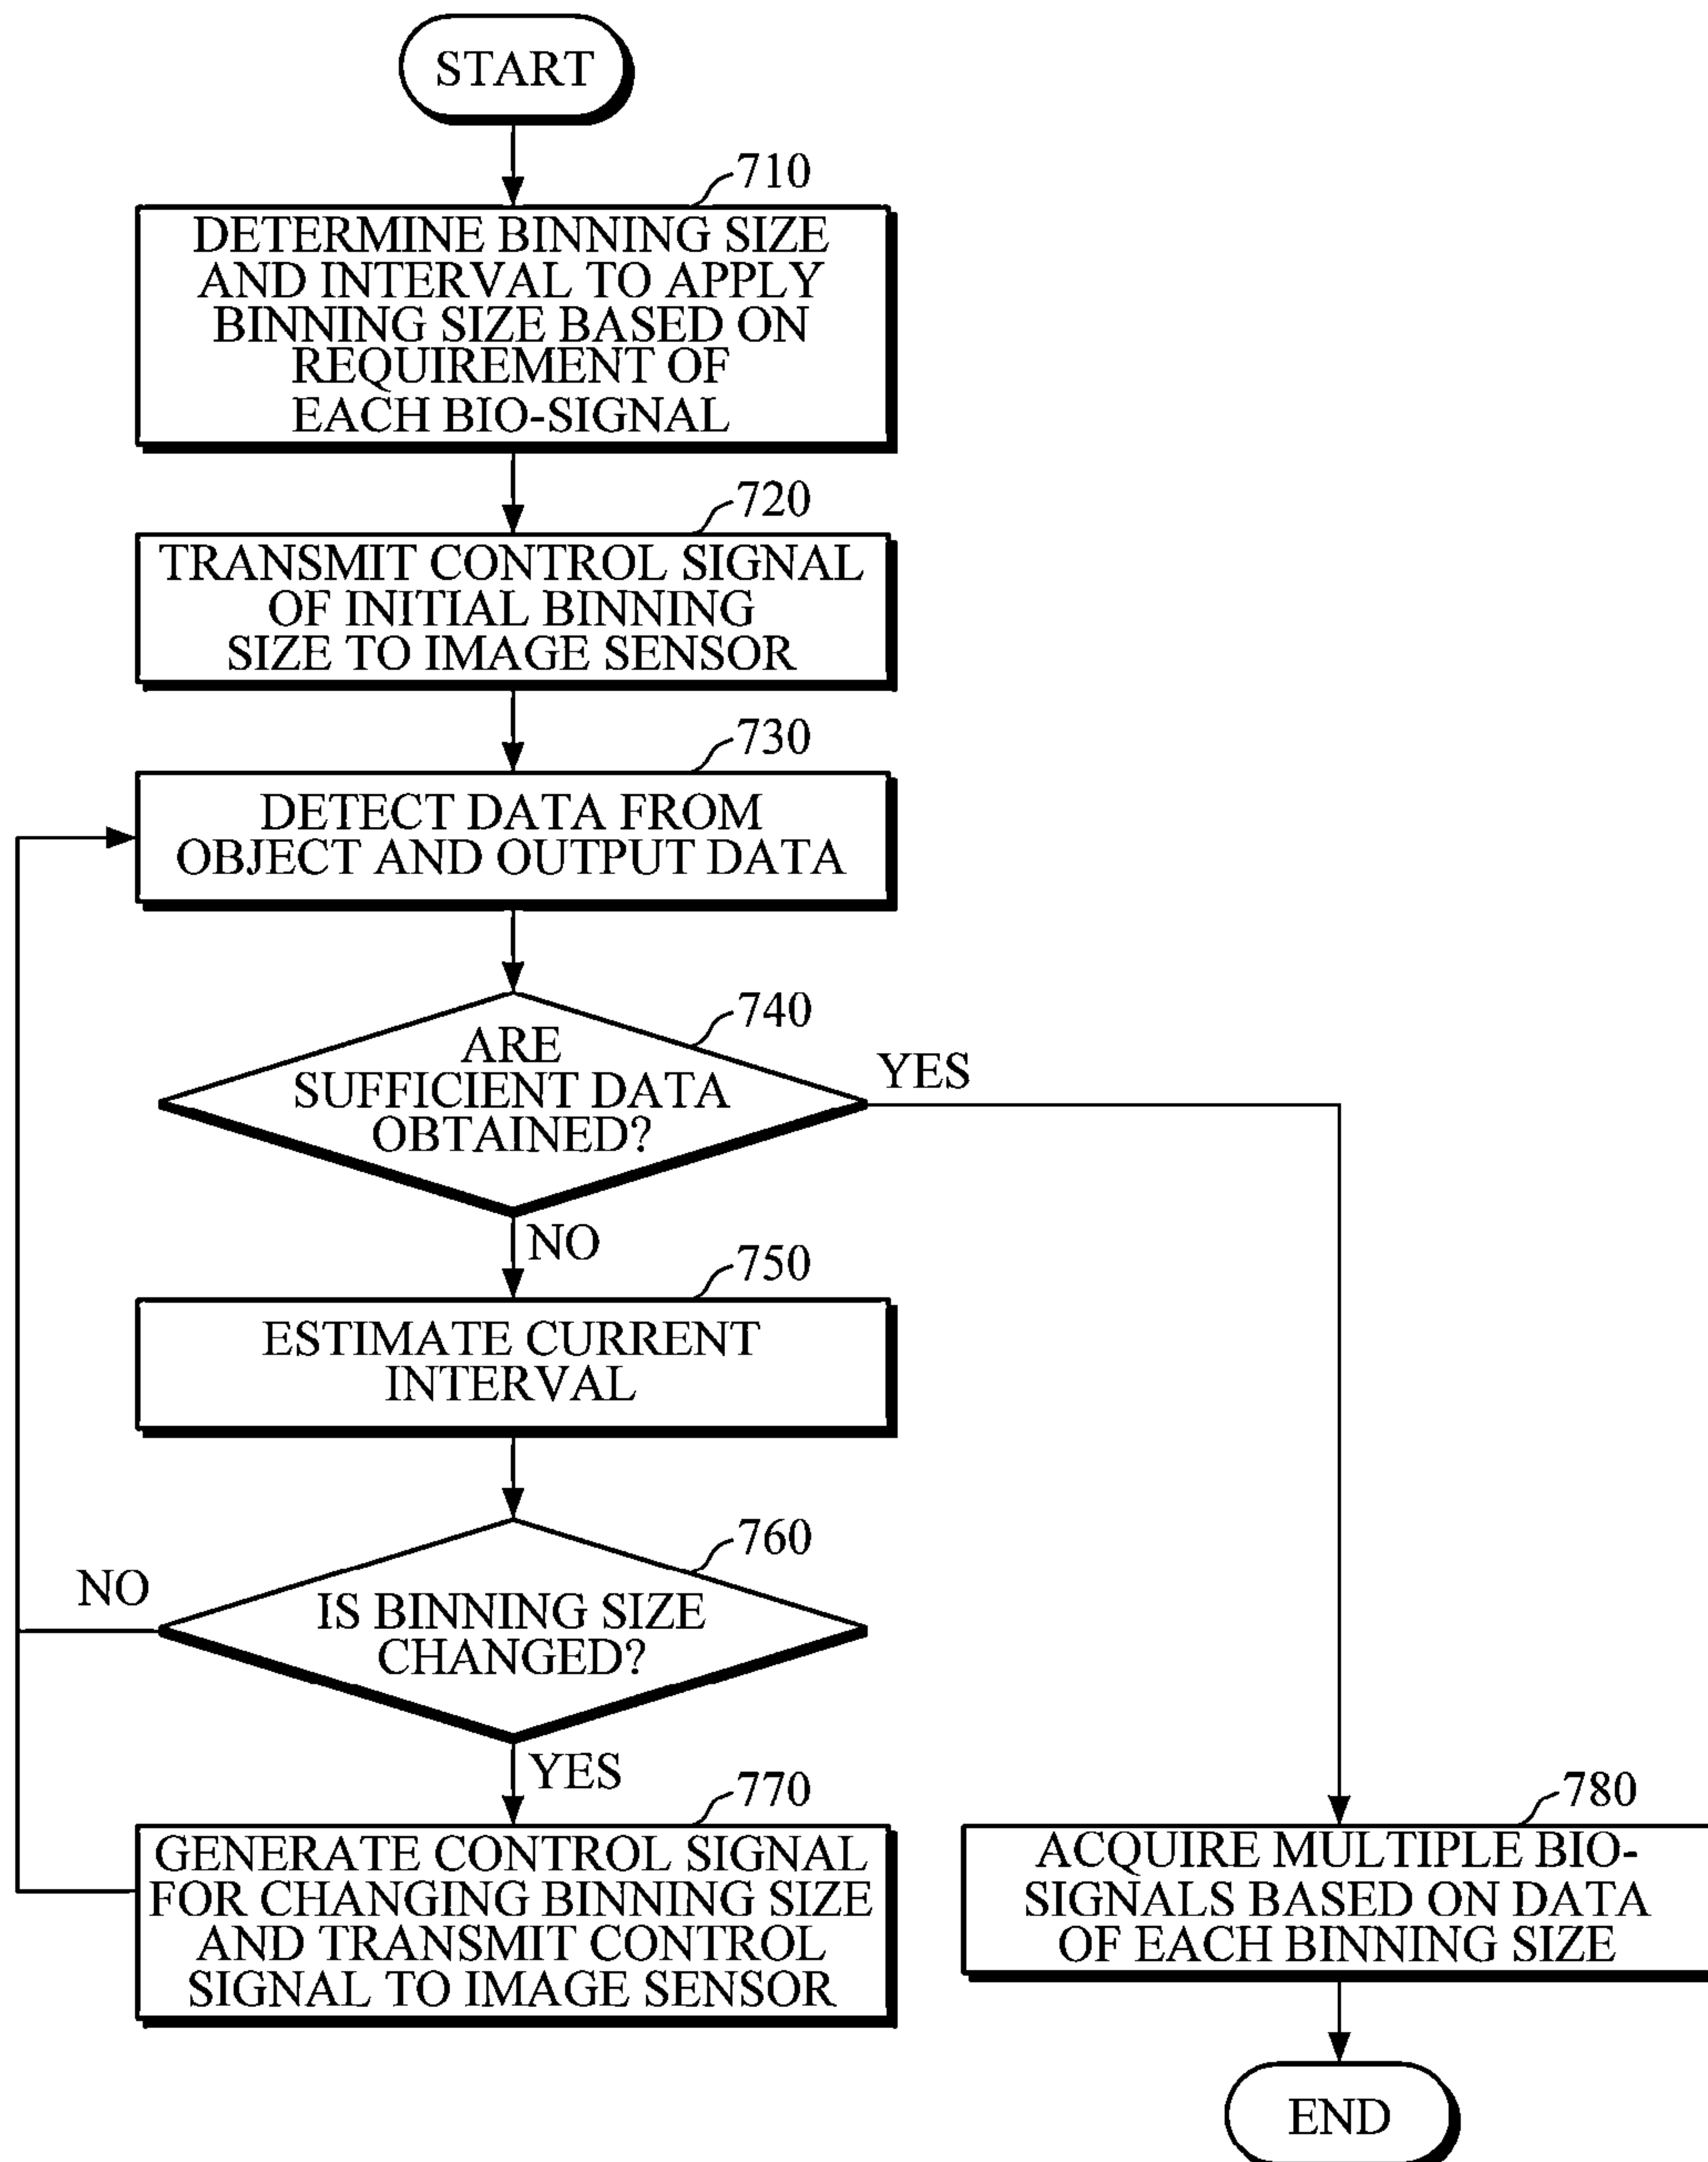 START
710
DETERMINE BINNING SIZE
AND INTERVAL TO APPLY
BINNING SIZE BASED ON
REQUIREMENT OF
EACH BIO-SIGNAL
720
TRANSMIT CONTROL SIGNAL
OF INITIAL BINNING
SIZE TO IMAGE SENSOR
730
DETECT DATA FROM
OBJECT AND OUTPUT DATA
740
ARE
SUFFICIENT DATA
OBTAINED?
YES
NO
750
ESTIMATE CURRENT
INTERVAL
760
IS BINNING SIZE
CHANGED?
NO
YES
770
GENERATE CONTROL SIGNAL
FOR CHANGING BINNING SIZE
AND TRANSMIT CONTROL
SIGNAL TO IMAGE SENSOR
780
ACQUIRE MULTIPLE BIO-
SIGNALS BASED ON DATA
OF EACH BINNING SIZE
END